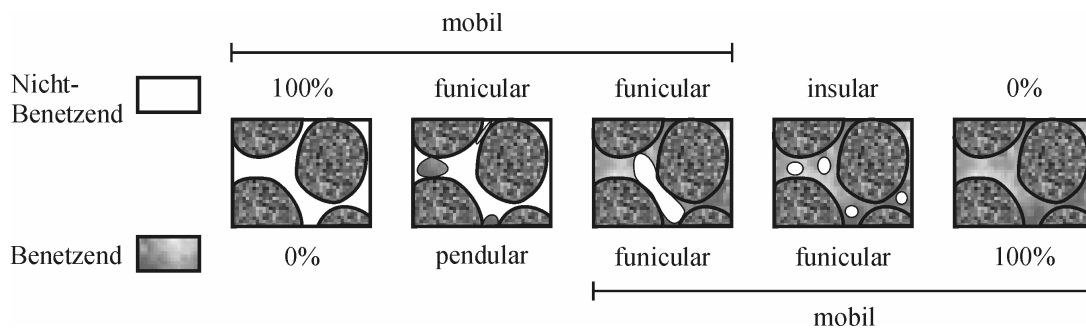 mobil
Nicht-
Benetzend
100% funicular funicular insular 0%
Benetzend
0% pendular funicular funicular 100%
mobil